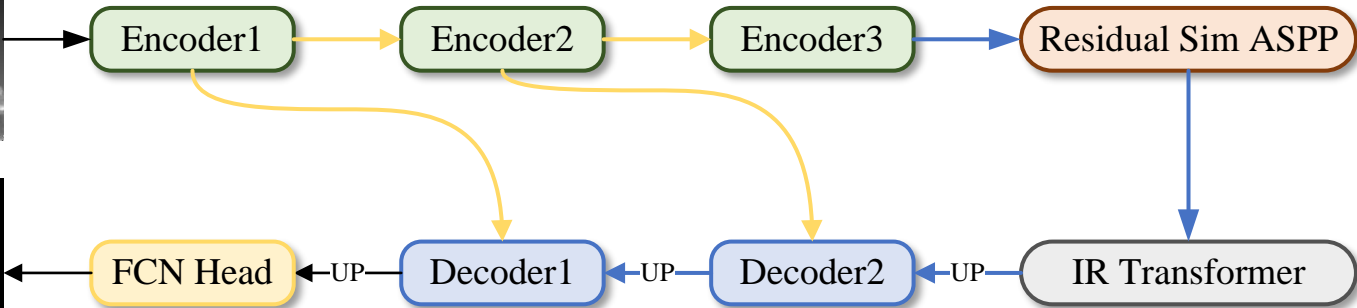 Encoder1 Encoder2 Encoder3 Residual Sim ASPP
FCN Head UP Decoder1 UP Decoder2 UP IR Transformer